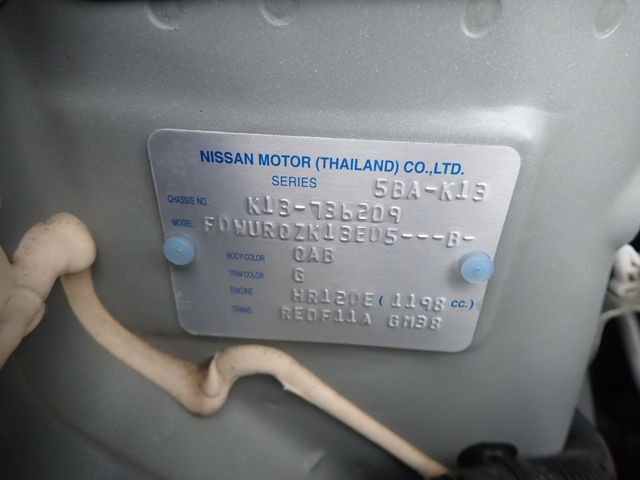 NISSAN MOTOR (THAILAND) CO.,LTD.
SERIES 5BA-K13
CHASSIS NO. K13-736209
MODEL FDWURQZK13ED5---B-
BODY COLOR QAB
TRIM COLOR G
ENGINE HR12DE (1198 CC.)
TRANS. RE0F11A GM38